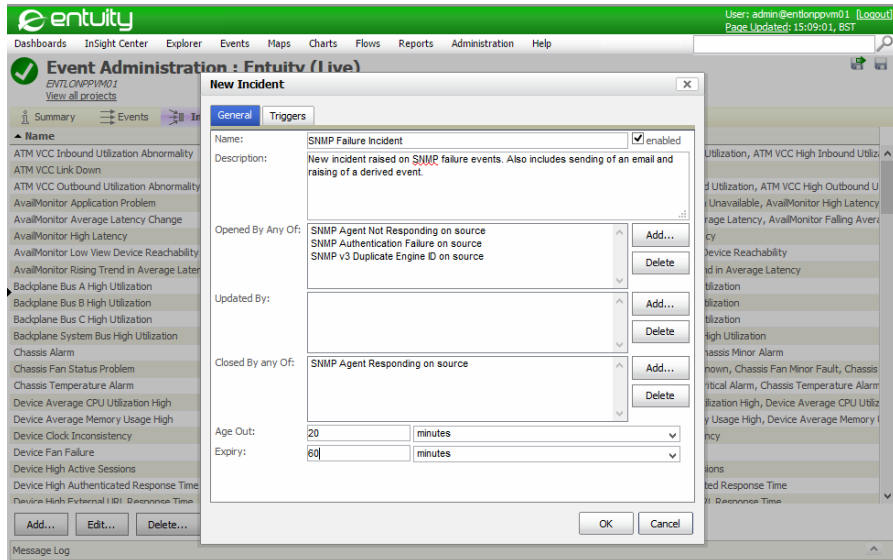 entuity
User: admin@entlonppvm01 [Logout]
Page Updated: 15:09:01, BST
Dashboards InSight Center Explorer Events Maps Charts Flows Reports Administration Help
Event Administration : Entuity (Live)
ENTLONPPVM01
View all projects
Summary Events In
New Incident
General Triggers
Name: SNMP Failure Incident enabled
Description: New incident raised on SNMP failure events. Also includes sending of an email and
raising of a derived event.
Opened By Any Of: SNMP Agent Not Responding on source Add...
SNMP Authentication Failure on source
SNMP v3 Duplicate Engine ID on source Delete
Updated By: Add...
Delete
Closed By any Of: SNMP Agent Responding on source Add...
Delete
Age Out: 20 minutes
Expiry: 60 minutes
OK Cancel
Name
ATM VCC Inbound Utilization Abnormality Utilization, ATM VCC High Inbound Utiliz
ATM VCC Link Down
ATM VCC Outbound Utilization Abnormality d Utilization, ATM VCC High Outbound U
AvailMonitor Application Problem Unavailable, AvailMonitor High Latency
AvailMonitor Average Latency Change rage Latency, AvailMonitor Falling Avera
AvailMonitor High Latency cy
AvailMonitor Low View Device Reachability Device Reachability
AvailMonitor Rising Trend in Average Later nd in Average Latency
Backplane Bus A High Utilization tilization
Backplane Bus B High Utilization tilization
Backplane Bus C High Utilization tilization
Backplane System Bus High Utilization High Utilization
Chassis Alarm hassis Minor Alarm
Chassis Fan Status Problem nown, Chassis Fan Minor Fault, Chassis
Chassis Temperature Alarm ritical Alarm, Chassis Temperature Alarm
Device Average CPU Utilization High ilization High, Device Average CPU Utiliz
Device Average Memory Usage High y Usage High, Device Average Memory
Device Clock Inconsistency ncy
Device Fan Failure
Device High Active Sessions sions
Device High Authenticated Response Time ted Response Time
Device High External URL Response Time RL Response Time
Add... Edit... Delete...
Message Log